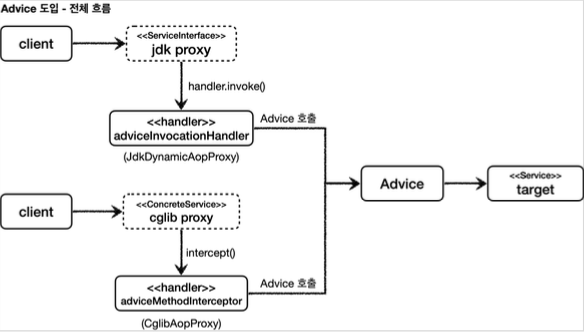 Advice 도입 - 전체 흐름
client
<<ServiceInterface>>
jdk proxy
handler.invoke()
<<handler>>
adviceInvocationHandler
(JdkDynamicAopProxy)
Advice 호출
Advice
<<Service>>
target
client
<<ConcreteService>>
cglib proxy
intercept()
<<handler>>
adviceMethodInterceptor
(CglibAopProxy)
Advice 호출